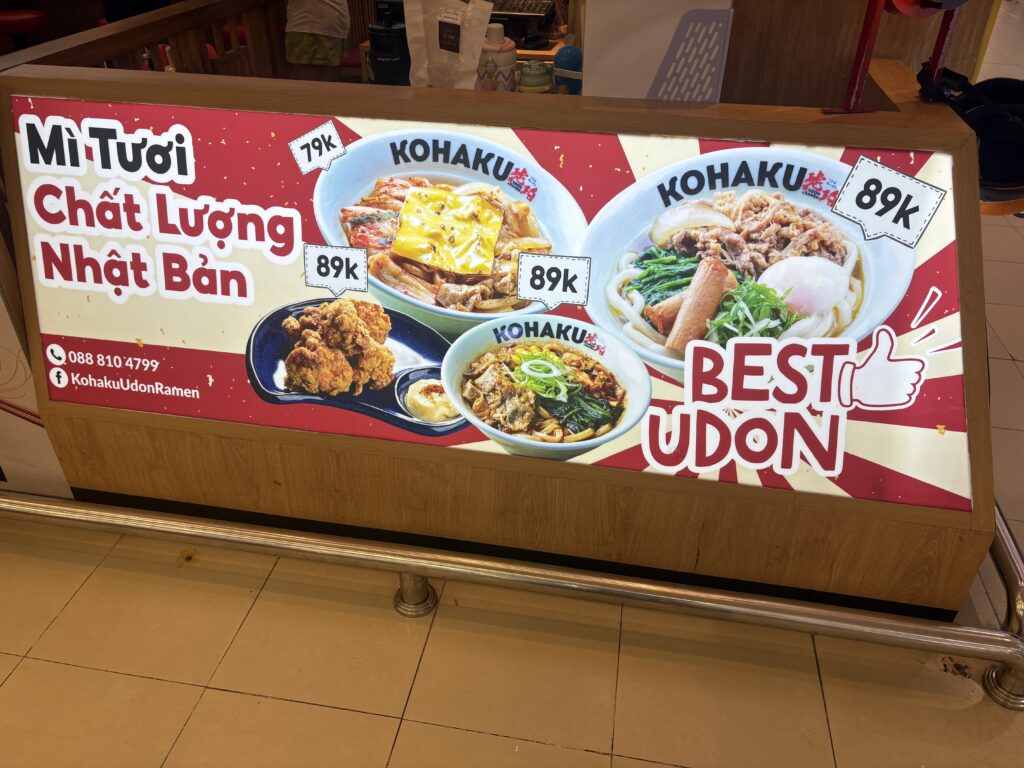 Mì Tươi
Chất Lượng
Nhật Bản
088 810 4799
KohakuUdonRamen
79k
KOHAKU
89k
89k
KOHAKU
KOHAKU
89k
BEST
UDON